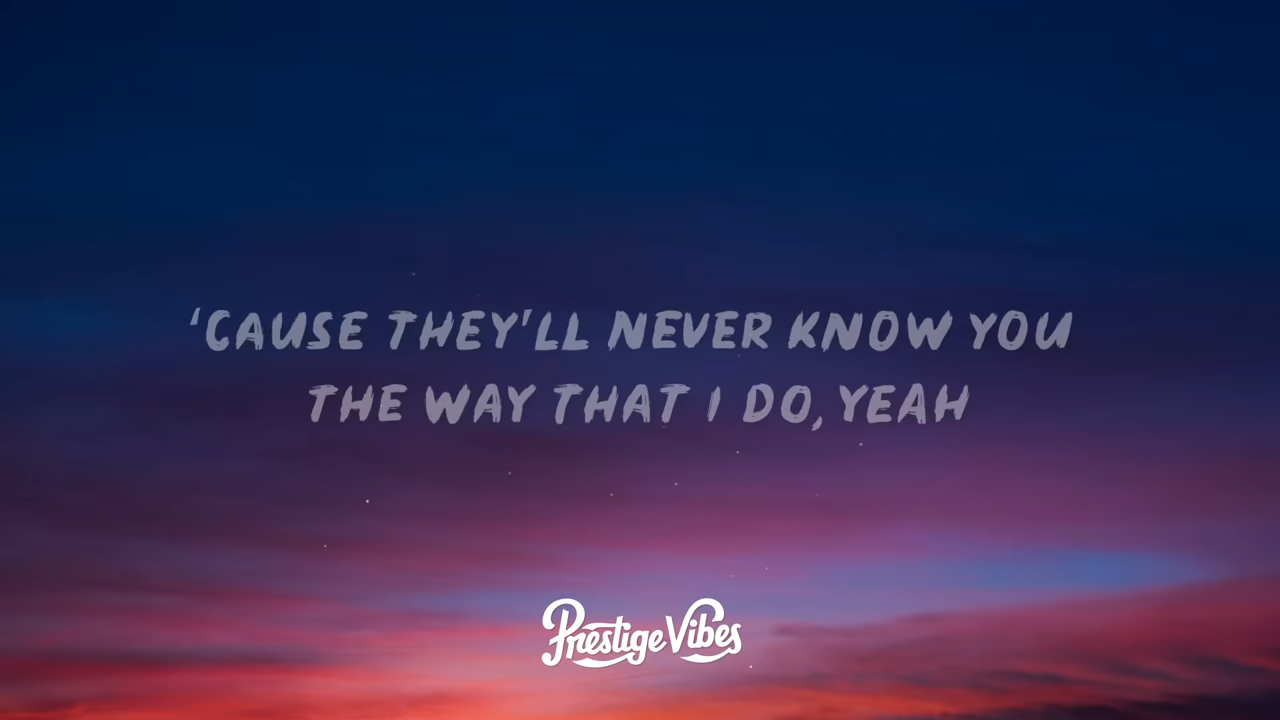 ‘CAUSE THEY’LL NEVER KNOW YOU
THE WAY THAT I DO, YEAH
Prestige Vibes